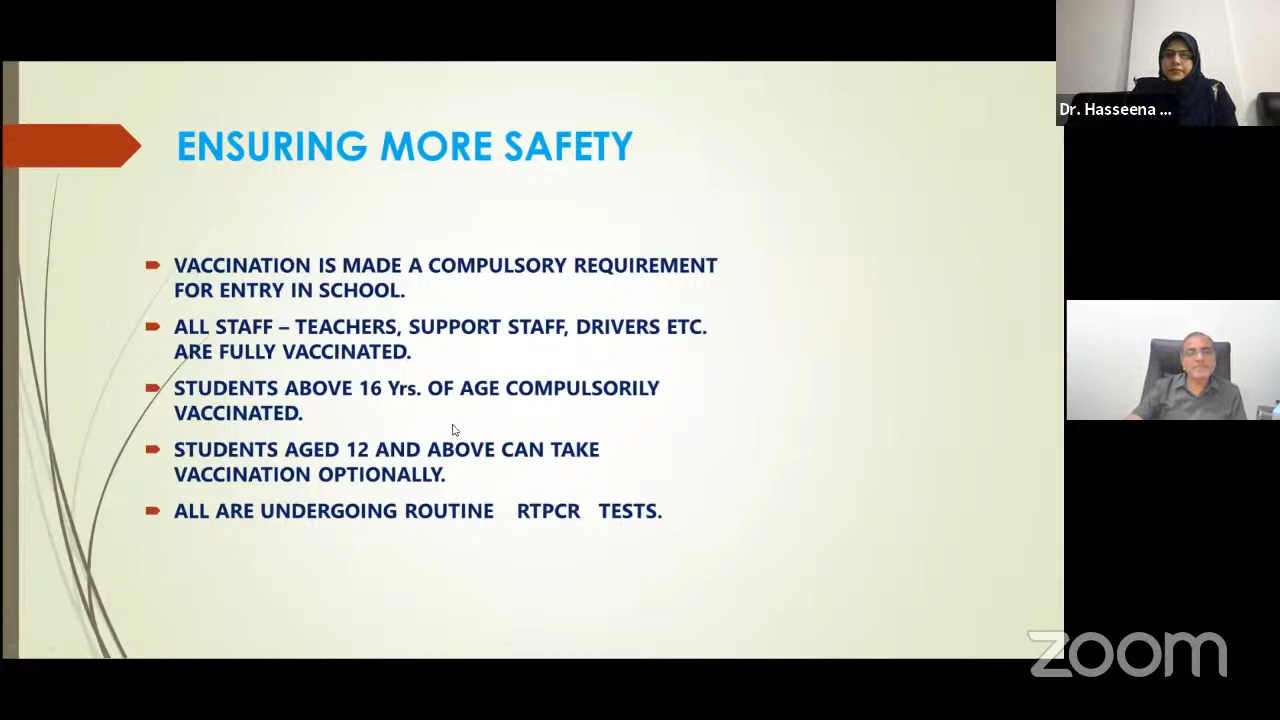 ENSURING MORE SAFETY
VACCINATION IS MADE A COMPULSORY REQUIREMENT
FOR ENTRY IN SCHOOL.
ALL STAFF – TEACHERS, SUPPORT STAFF, DRIVERS ETC.
ARE FULLY VACCINATED.
STUDENTS ABOVE 16 Yrs. OF AGE COMPULSORILY
VACCINATED.
STUDENTS AGED 12 AND ABOVE CAN TAKE
VACCINATION OPTIONALLY.
ALL ARE UNDERGOING ROUTINE RTPCR TESTS.
Dr. Hasseena ...
zoom